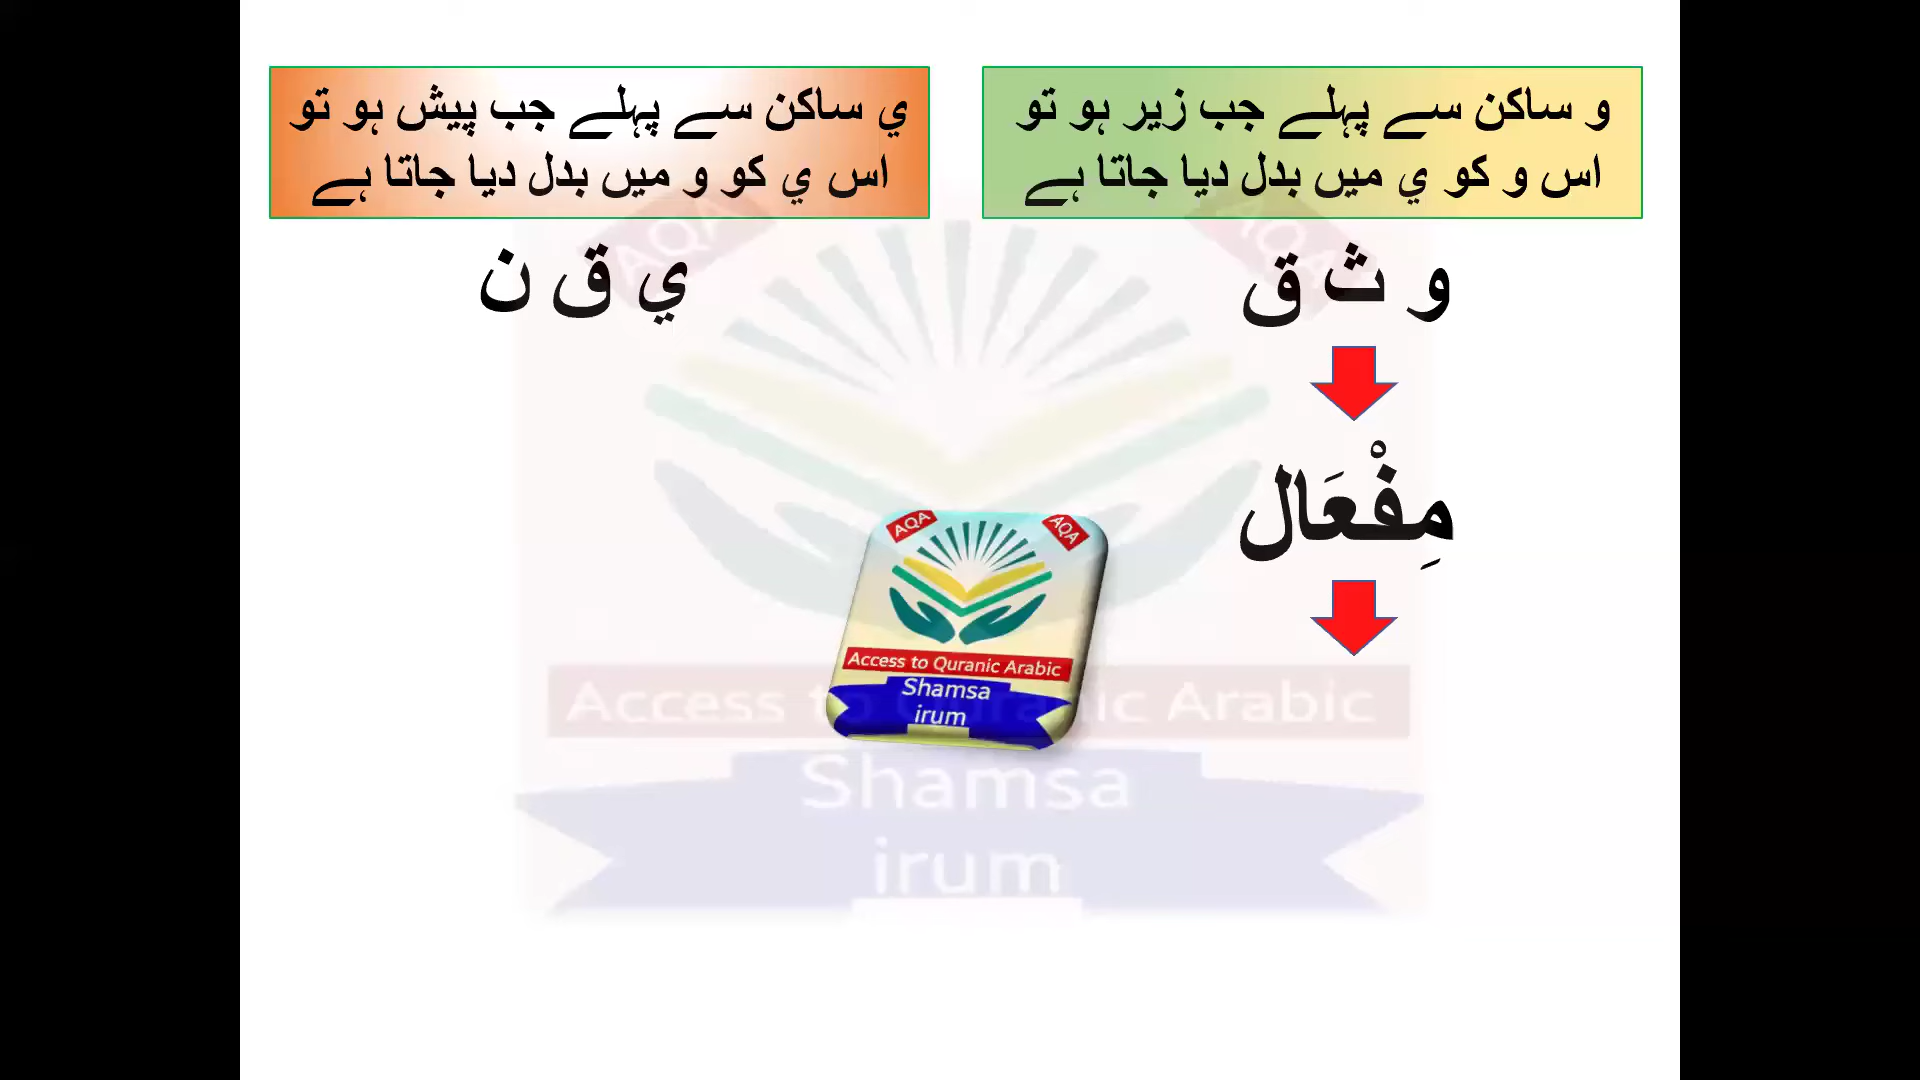 و ساکن سے پہلے جب زیر ہو تو
اس و کو ي میں بدل دیا جاتا ہے
ي ساکن سے پہلے جب پیش ہو تو
اس ي کو و میں بدل دیا جاتا ہے
و ث ق
ي ق ن
مِفْعَال
AQA
AQA
Access to Quranic Arabic
Shamsa
irum
AQA
AQA
Access to Quranic Arabic
Shamsa
irum